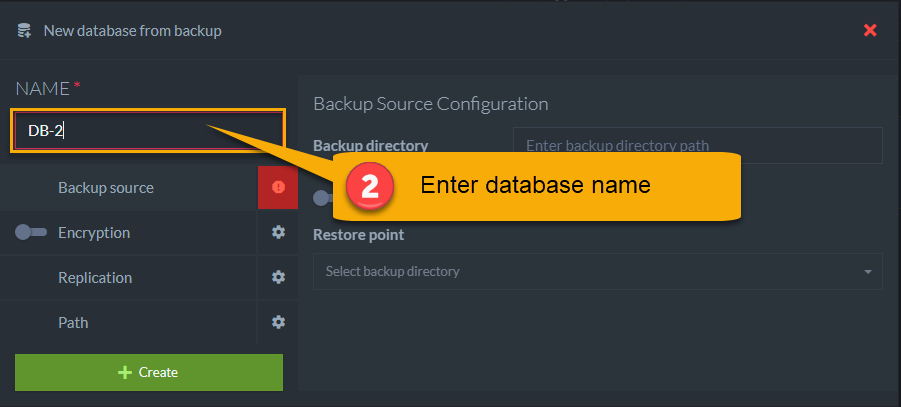 New database from backup
NAME *
DB-2
Backup source
Encryption
Replication
Path
Create
Backup Source Configuration
Backup directory
Enter backup directory path
2
Enter database name
Restore point
Select backup directory